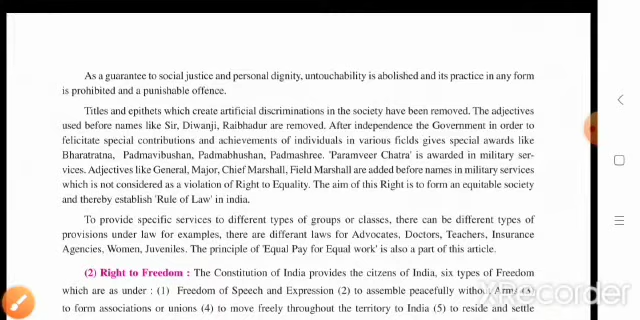 As a guarantee to social justice and personal dignity, untouchability is abolished and its practice in any form
is prohibited and a punishable offence.
Titles and epithets which create artificial discriminations in the society have been removed. The adjectives
used before names like Sir, Diwanji, Raibhadur are removed. After independence the Government in order to
felicitate special contributions and achievements of individuals in various fields gives special awards like
Bharatratna, Padmavibushan, Padmabhushan, Padmashree. 'Paramveer Chatra' is awarded in military ser-
vices. Adjectives like General, Major, Chief Marshall, Field Marshall are added before names in military services
which is not considered as a violation of Right to Equality. The aim of this Right is to form an equitable society
and thereby establish 'Rule of Law' in india.
To provide specific services to different types of groups or classes, there can be different types of
provisions under law for examples, there are differant laws for Advocates, Doctors, Teachers, Insurance
Agencies, Women, Juveniles. The principle of 'Equal Pay for Equal work' is also a part of this article.
(2) Right to Freedom : The Constitution of India provides the citzens of India, six types of Freedom
which are as under : (1) Freedom of Speech and Expression (2) to assemble peacefully without Arms (3)
to form associations or unions (4) to move freely throughout the territory to India (5) to reside and settle
XRecorder